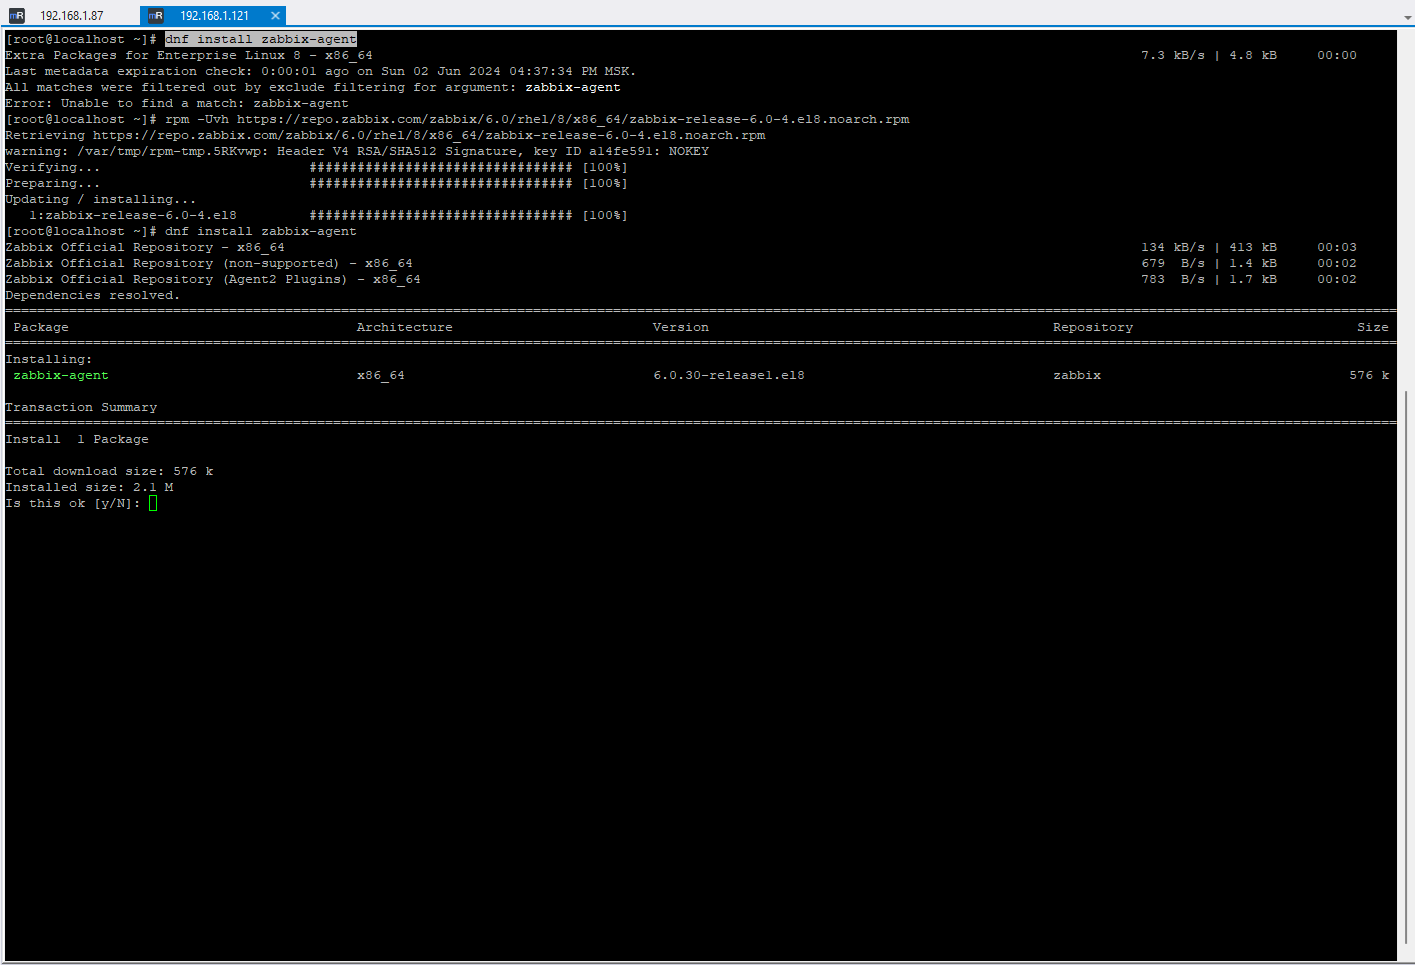 mR 192.168.1.87 mR 192.168.1.121
[root@localhost ~]# dnf install zabbix-agent
Extra Packages for Enterprise Linux 8 - x86_64 7.3 kB/s | 4.8 kB 00:00
Last metadata expiration check: 0:00:01 ago on Sun 02 Jun 2024 04:37:34 PM MSK.
All matches were filtered out by exclude filtering for argument: zabbix-agent
Error: Unable to find a match: zabbix-agent
[root@localhost ~]# rpm -Uvh https://repo.zabbix.com/zabbix/6.0/rhel/8/x86_64/zabbix-release-6.0-4.el8.noarch.rpm
Retrieving https://repo.zabbix.com/zabbix/6.0/rhel/8/x86_64/zabbix-release-6.0-4.el8.noarch.rpm
warning: /var/tmp/rpm-tmp.5RKvwp: Header V4 RSA/SHA512 Signature, key ID a14fe591: NOKEY
Verifying... ################################# [100%]
Preparing... ################################# [100%]
Updating / installing...
1:zabbix-release-6.0-4.el8 ################################# [100%]
[root@localhost ~]# dnf install zabbix-agent
Zabbix Official Repository - x86_64 134 kB/s | 413 kB 00:03
Zabbix Official Repository (non-supported) - x86_64 679 B/s | 1.4 kB 00:02
Zabbix Official Repository (Agent2 Plugins) - x86_64 783 B/s | 1.7 kB 00:02
Dependencies resolved.
Package Architecture Version Repository Size
Installing:
zabbix-agent x86_64 6.0.30-release1.el8 zabbix 576 k
Transaction Summary
Install 1 Package
Total download size: 576 k
Installed size: 2.1 M
Is this ok [y/N]: